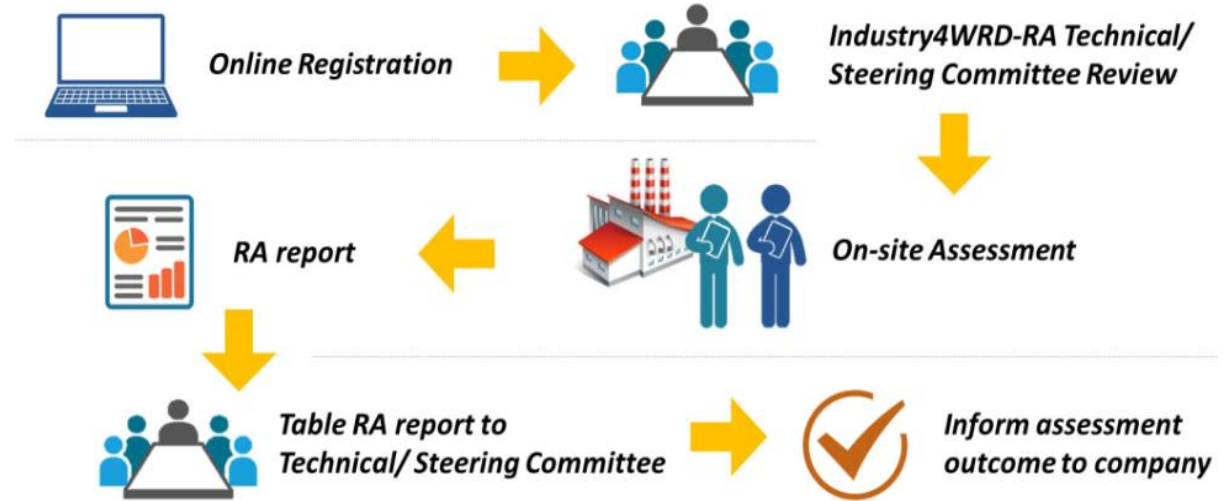 Online Registration
Industry4WRD-RA Technical/
Steering Committee Review
On-site Assessment
RA report
Table RA report to
Technical/ Steering Committee
Inform assessment
outcome to company